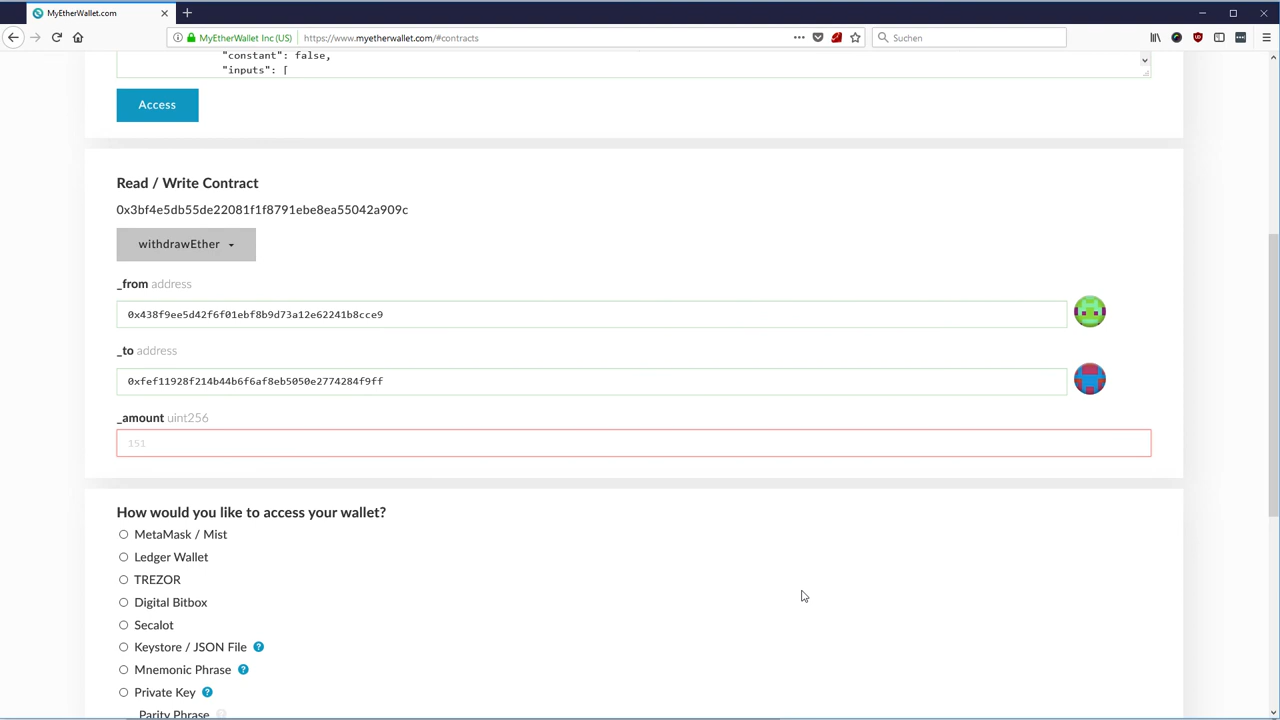 MyEtherWallet.com
MyEtherWallet Inc (US)
https://www.myetherwallet.com/#contracts
Suchen
"constant": false,
"inputs": [
Access
Read / Write Contract
0x3bf4e5db55de22081f1f8791ebe8ea55042a909c
withdrawEther
_from address
0x438f9ee5d42f6f01ebf8b9d73a12e62241b8cce9
_to address
0xfef11928f214b44b6f6af8eb5050e2774284f9ff
_amount uint256
151
How would you like to access your wallet?
MetaMask / Mist
Ledger Wallet
TREZOR
Digital Bitbox
Secalot
Keystore / JSON File ?
Mnemonic Phrase ?
Private Key ?
Parity Phrase